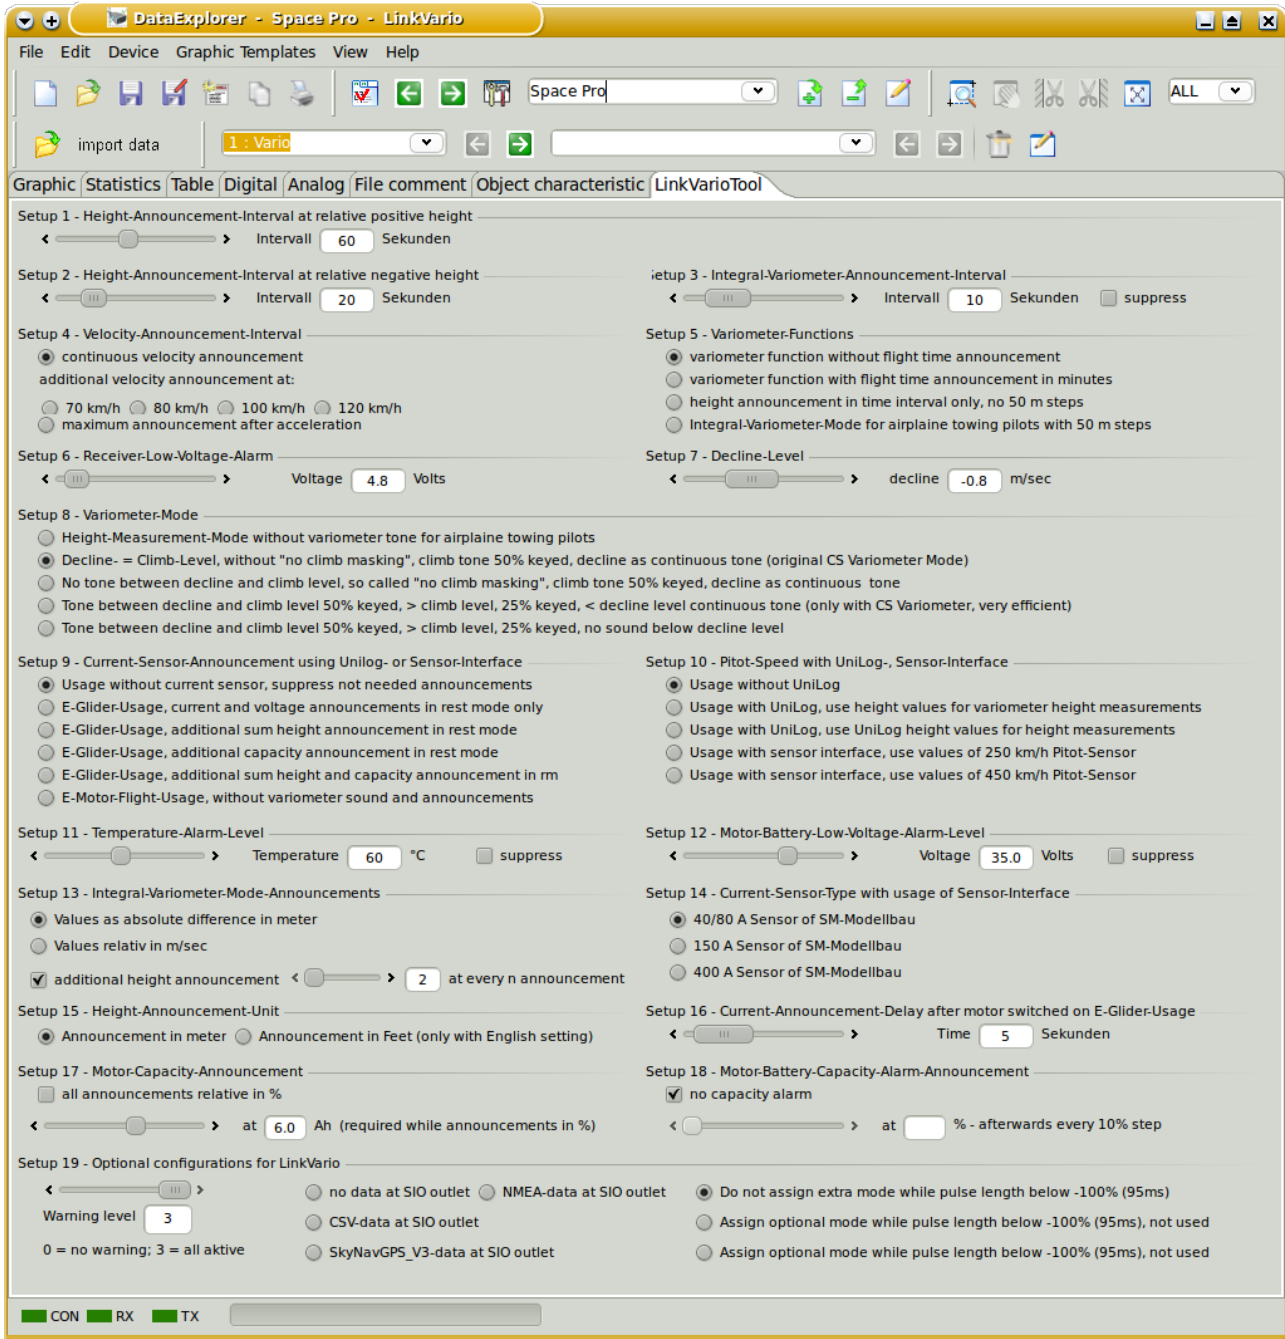 DataExplorer - Space Pro - LinkVario
File Edit Device Graphic Templates View Help
Space Pro ALL
import data 1 : Vario
Graphic Statistics Table Digital Analog File comment Object characteristic LinkVarioTool
Setup 1 - Height-Announcement-Interval at relative positive height
Intervall 60 Sekunden
Setup 2 - Height-Announcement-Interval at relative negative height
Intervall 20 Sekunden
Setup 3 - Integral-Variometer-Announcement-Interval
Intervall 10 Sekunden suppress
Setup 4 - Velocity-Announcement-Interval
continuous velocity announcement
additional velocity announcement at:
70 km/h 80 km/h 100 km/h 120 km/h
maximum announcement after acceleration
Setup 5 - Variometer-Functions
variometer function without flight time announcement
variometer function with flight time announcement in minutes
height announcement in time interval only, no 50 m steps
Integral-Variometer-Mode for airplaine towing pilots with 50 m steps
Setup 6 - Receiver-Low-Voltage-Alarm
Voltage 4.8 Volts
Setup 7 - Decline-Level
decline -0.8 m/sec
Setup 8 - Variometer-Mode
Height-Measurement-Mode without variometer tone for airplaine towing pilots
Decline- = Climb-Level, without "no climb masking", climb tone 50% keyed, decline as continuous tone (original CS Variometer Mode)
No tone between decline and climb level, so called "no climb masking", climb tone 50% keyed, decline as continuous tone
Tone between decline and climb level 50% keyed, > climb level, 25% keyed, < decline level continuous tone (only with CS Variometer, very efficient)
Tone between decline and climb level 50% keyed, > climb level, 25% keyed, no sound below decline level
Setup 9 - Current-Sensor-Announcement using Unilog- or Sensor-Interface
Usage without current sensor, suppress not needed announcements
E-Glider-Usage, current and voltage announcements in rest mode only
E-Glider-Usage, additional sum height announcement in rest mode
E-Glider-Usage, additional capacity announcement in rest mode
E-Glider-Usage, additional sum height and capacity announcement in rm
E-Motor-Flight-Usage, without variometer sound and announcements
Setup 10 - Pitot-Speed with UniLog-, Sensor-Interface
Usage without UniLog
Usage with UniLog, use height values for variometer height measurements
Usage with UniLog, use UniLog height values for height measurements
Usage with sensor interface, use values of 250 km/h Pitot-Sensor
Usage with sensor interface, use values of 450 km/h Pitot-Sensor
Setup 11 - Temperature-Alarm-Level
Temperature 60 °C suppress
Setup 12 - Motor-Battery-Low-Voltage-Alarm-Level
Voltage 35.0 Volts suppress
Setup 13 - Integral-Variometer-Mode-Announcements
Values as absolute difference in meter
Values relativ in m/sec
additional height announcement 2 at every n announcement
Setup 14 - Current-Sensor-Type with usage of Sensor-Interface
40/80 A Sensor of SM-Modellbau
150 A Sensor of SM-Modellbau
400 A Sensor of SM-Modellbau
Setup 15 - Height-Announcement-Unit
Announcement in meter Announcement in Feet (only with English setting)
Setup 16 - Current-Announcement-Delay after motor switched on E-Glider-Usage
Time 5 Sekunden
Setup 17 - Motor-Capacity-Announcement
all announcements relative in %
at 6.0 Ah (required while announcements in %)
Setup 18 - Motor-Battery-Capacity-Alarm-Announcement
no capacity alarm
at % - afterwards every 10% step
Setup 19 - Optional configurations for LinkVario
Warning level 3
0 = no warning; 3 = all aktive
no data at SIO outlet NMEA-data at SIO outlet
CSV-data at SIO outlet
SkyNavGPS_V3-data at SIO outlet
Do not assign extra mode while pulse length below -100% (95ms)
Assign optional mode while pulse length below -100% (95ms), not used
Assign optional mode while pulse length below -100% (95ms), not used
CON RX TX